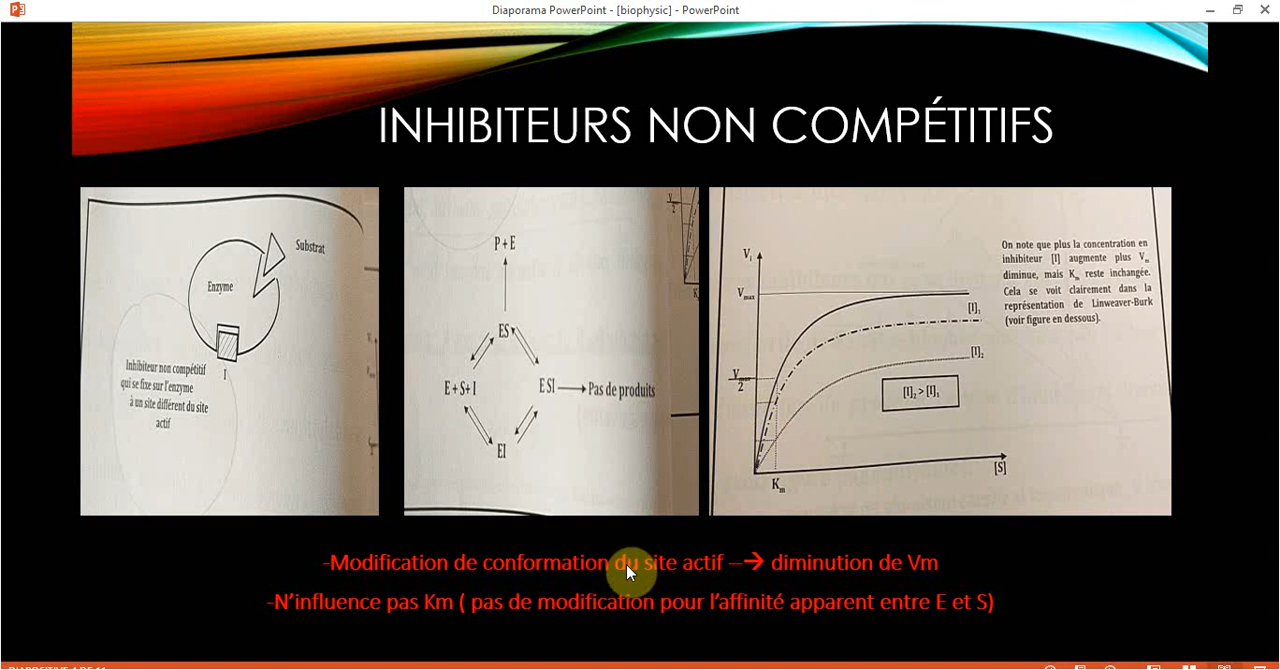 Diaporama PowerPoint - [biophysic] - PowerPoint
INHIBITEURS NON COMPÉTITIFS
Substrat
Enzyme
I
Inhibiteur non compétitif
qui se fixe sur l'enzyme
à un site différent du site
actif
P + E
ES
E + S+ I
E SI
Pas de produits
EI
V
2
K
Vi
Vmax
Vmax
2
Km
[S]
[I]1
[I]2
[I]2 > [I]1
On note que plus la concentration en
inhibiteur [I] augmente plus Vm
diminue, mais Km reste inchangée.
Cela se voit clairement dans la
représentation de Linweaver-Burk
(voir figure en dessous).
-Modification de conformation du site actif --→ diminution de Vm
-N'influence pas Km ( pas de modification pour l'affinité apparent entre E et S)